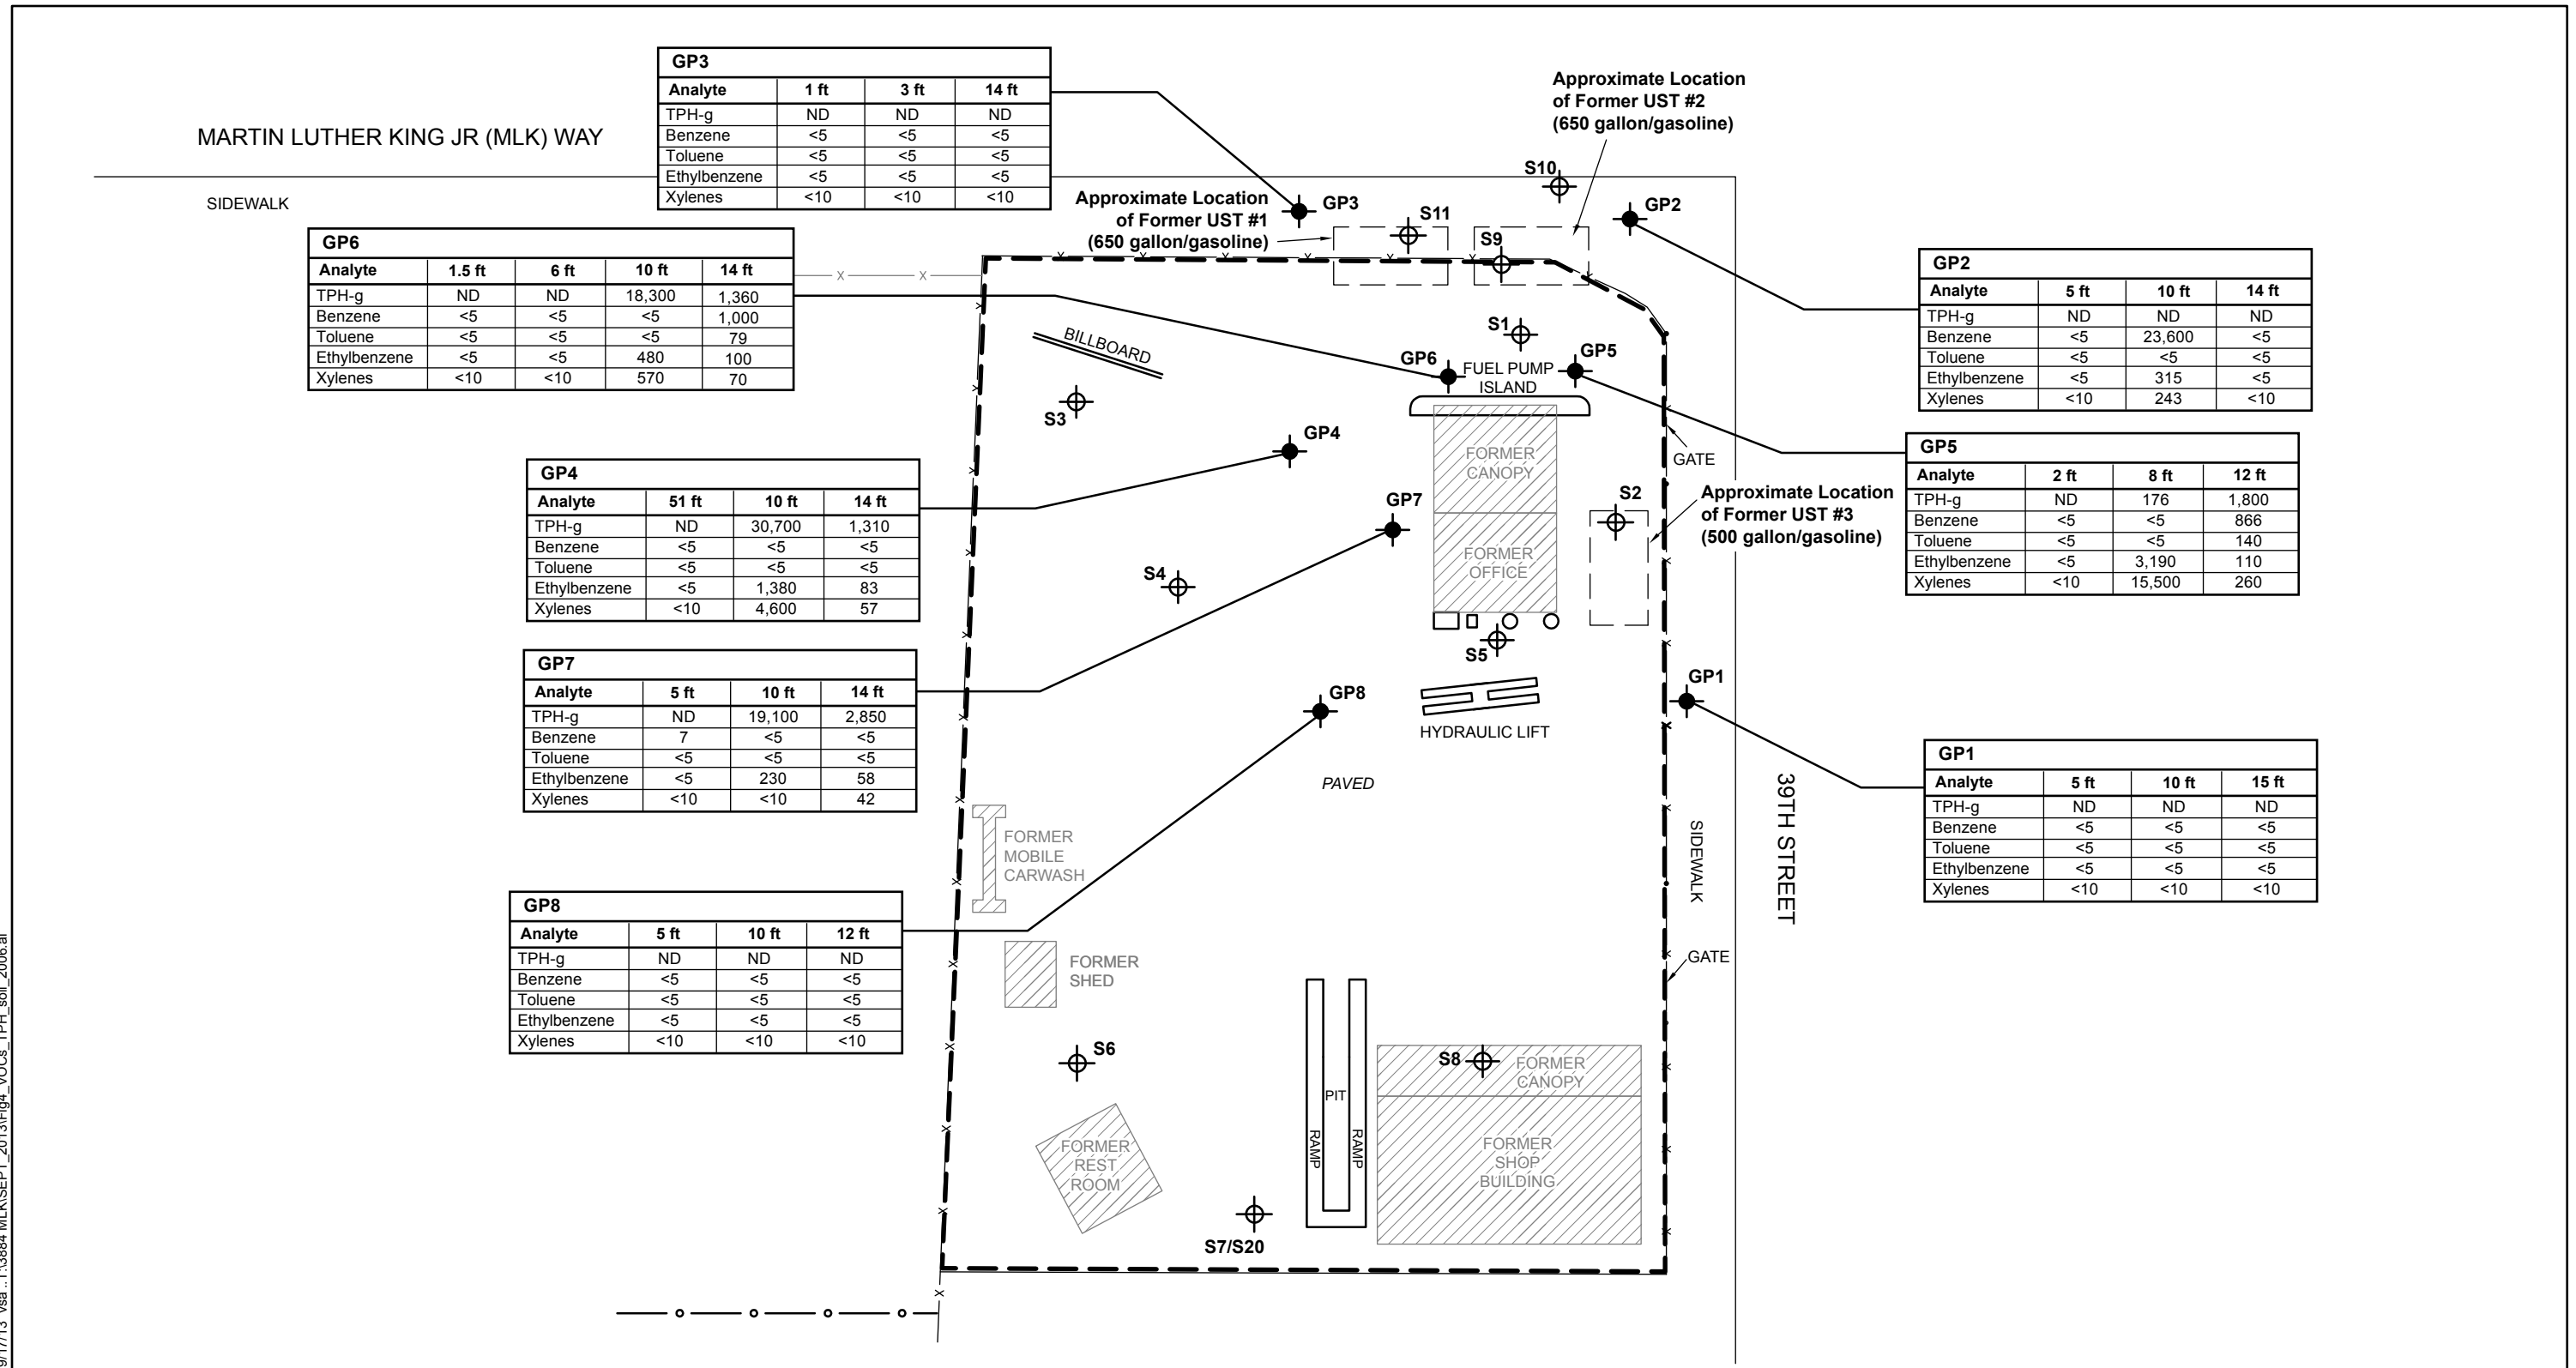 GP3
Analyte 1 ft 3 ft 14 ft
TPH-g ND ND ND
Benzene <5 <5 <5
Toluene <5 <5 <5
Ethylbenzene <5 <5 <5
Xylenes <10 <10 <10
MARTIN LUTHER KING JR (MLK) WAY
SIDEWALK
Approximate Location
of Former UST #2
(650 gallon/gasoline)
S10
Approximate Location
of Former UST #1
(650 gallon/gasoline)
GP3
S11
S9
GP2
GP6
Analyte 1.5 ft 6 ft 10 ft 14 ft
TPH-g ND ND 18,300 1,360
Benzene <5 <5 <5 1,000
Toluene <5 <5 <5 79
Ethylbenzene <5 <5 480 100
Xylenes <10 <10 570 70
GP2
Analyte 5 ft 10 ft 14 ft
TPH-g ND ND ND
Benzene <5 23,600 <5
Toluene <5 <5 <5
Ethylbenzene <5 315 <5
Xylenes <10 243 <10
BILLBOARD
S1
GP6
FUEL PUMP
ISLAND
GP5
S3
GP4
FORMER
CANOPY
GATE
GP5
Analyte 2 ft 8 ft 12 ft
TPH-g ND 176 1,800
Benzene <5 <5 866
Toluene <5 <5 140
Ethylbenzene <5 3,190 110
Xylenes <10 15,500 260
GP4
Analyte 51 ft 10 ft 14 ft
TPH-g ND 30,700 1,310
Benzene <5 <5 <5
Toluene <5 <5 <5
Ethylbenzene <5 1,380 83
Xylenes <10 4,600 57
GP7
S2
Approximate Location
of Former UST #3
(500 gallon/gasoline)
FORMER
OFFICE
S4
S5
GP7
Analyte 5 ft 10 ft 14 ft
TPH-g ND 19,100 2,850
Benzene 7 <5 <5
Toluene <5 <5 <5
Ethylbenzene <5 230 58
Xylenes <10 <10 42
GP8
HYDRAULIC LIFT
GP1
PAVED
GP1
Analyte 5 ft 10 ft 15 ft
TPH-g ND ND ND
Benzene <5 <5 <5
Toluene <5 <5 <5
Ethylbenzene <5 <5 <5
Xylenes <10 <10 <10
39TH STREET
SIDEWALK
FORMER
MOBILE
CARWASH
GP8
Analyte 5 ft 10 ft 12 ft
TPH-g ND ND ND
Benzene <5 <5 <5
Toluene <5 <5 <5
Ethylbenzene <5 <5 <5
Xylenes <10 <10 <10
FORMER
SHED
GATE
S6
S8
FORMER
CANOPY
PIT
RAMP
RAMP
FORMER
REST
ROOM
FORMER
SHOP
BUILDING
S7/S20
9/17/13 vsa..T:\3884 MLK\SEPT_2013\Fig4_VOCs_TPH_soil_2006.ai